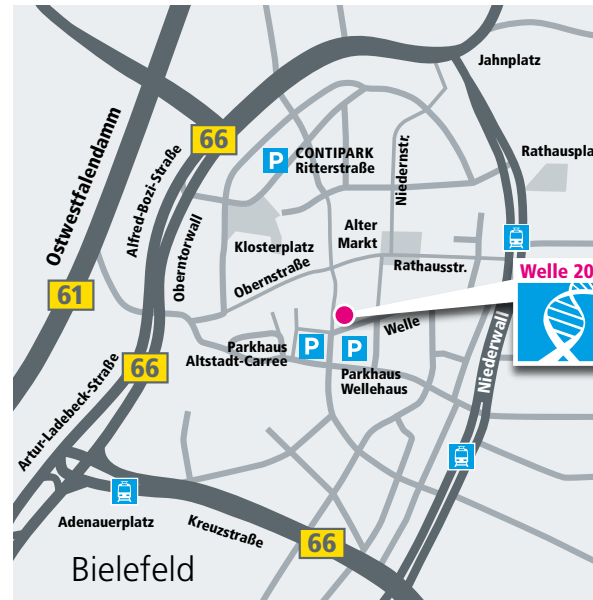 Jahnplatz
66
Ostwestfalendamm
Alfred-Bozi-Straße
P
CONTIPARK
Ritterstraße
Niedernstr.
Rathauspla
Oberntorwall
Klosterplatz
Alter
Markt
Obernstraße
Rathausstr.
Welle 20
61
Welle
Parkhaus
Altstadt-Carree
P
P
Parkhaus
Wellehaus
Niederwall
66
Artur-Ladebeck-Straße
Adenauerplatz
Kreuzstraße
66
Bielefeld